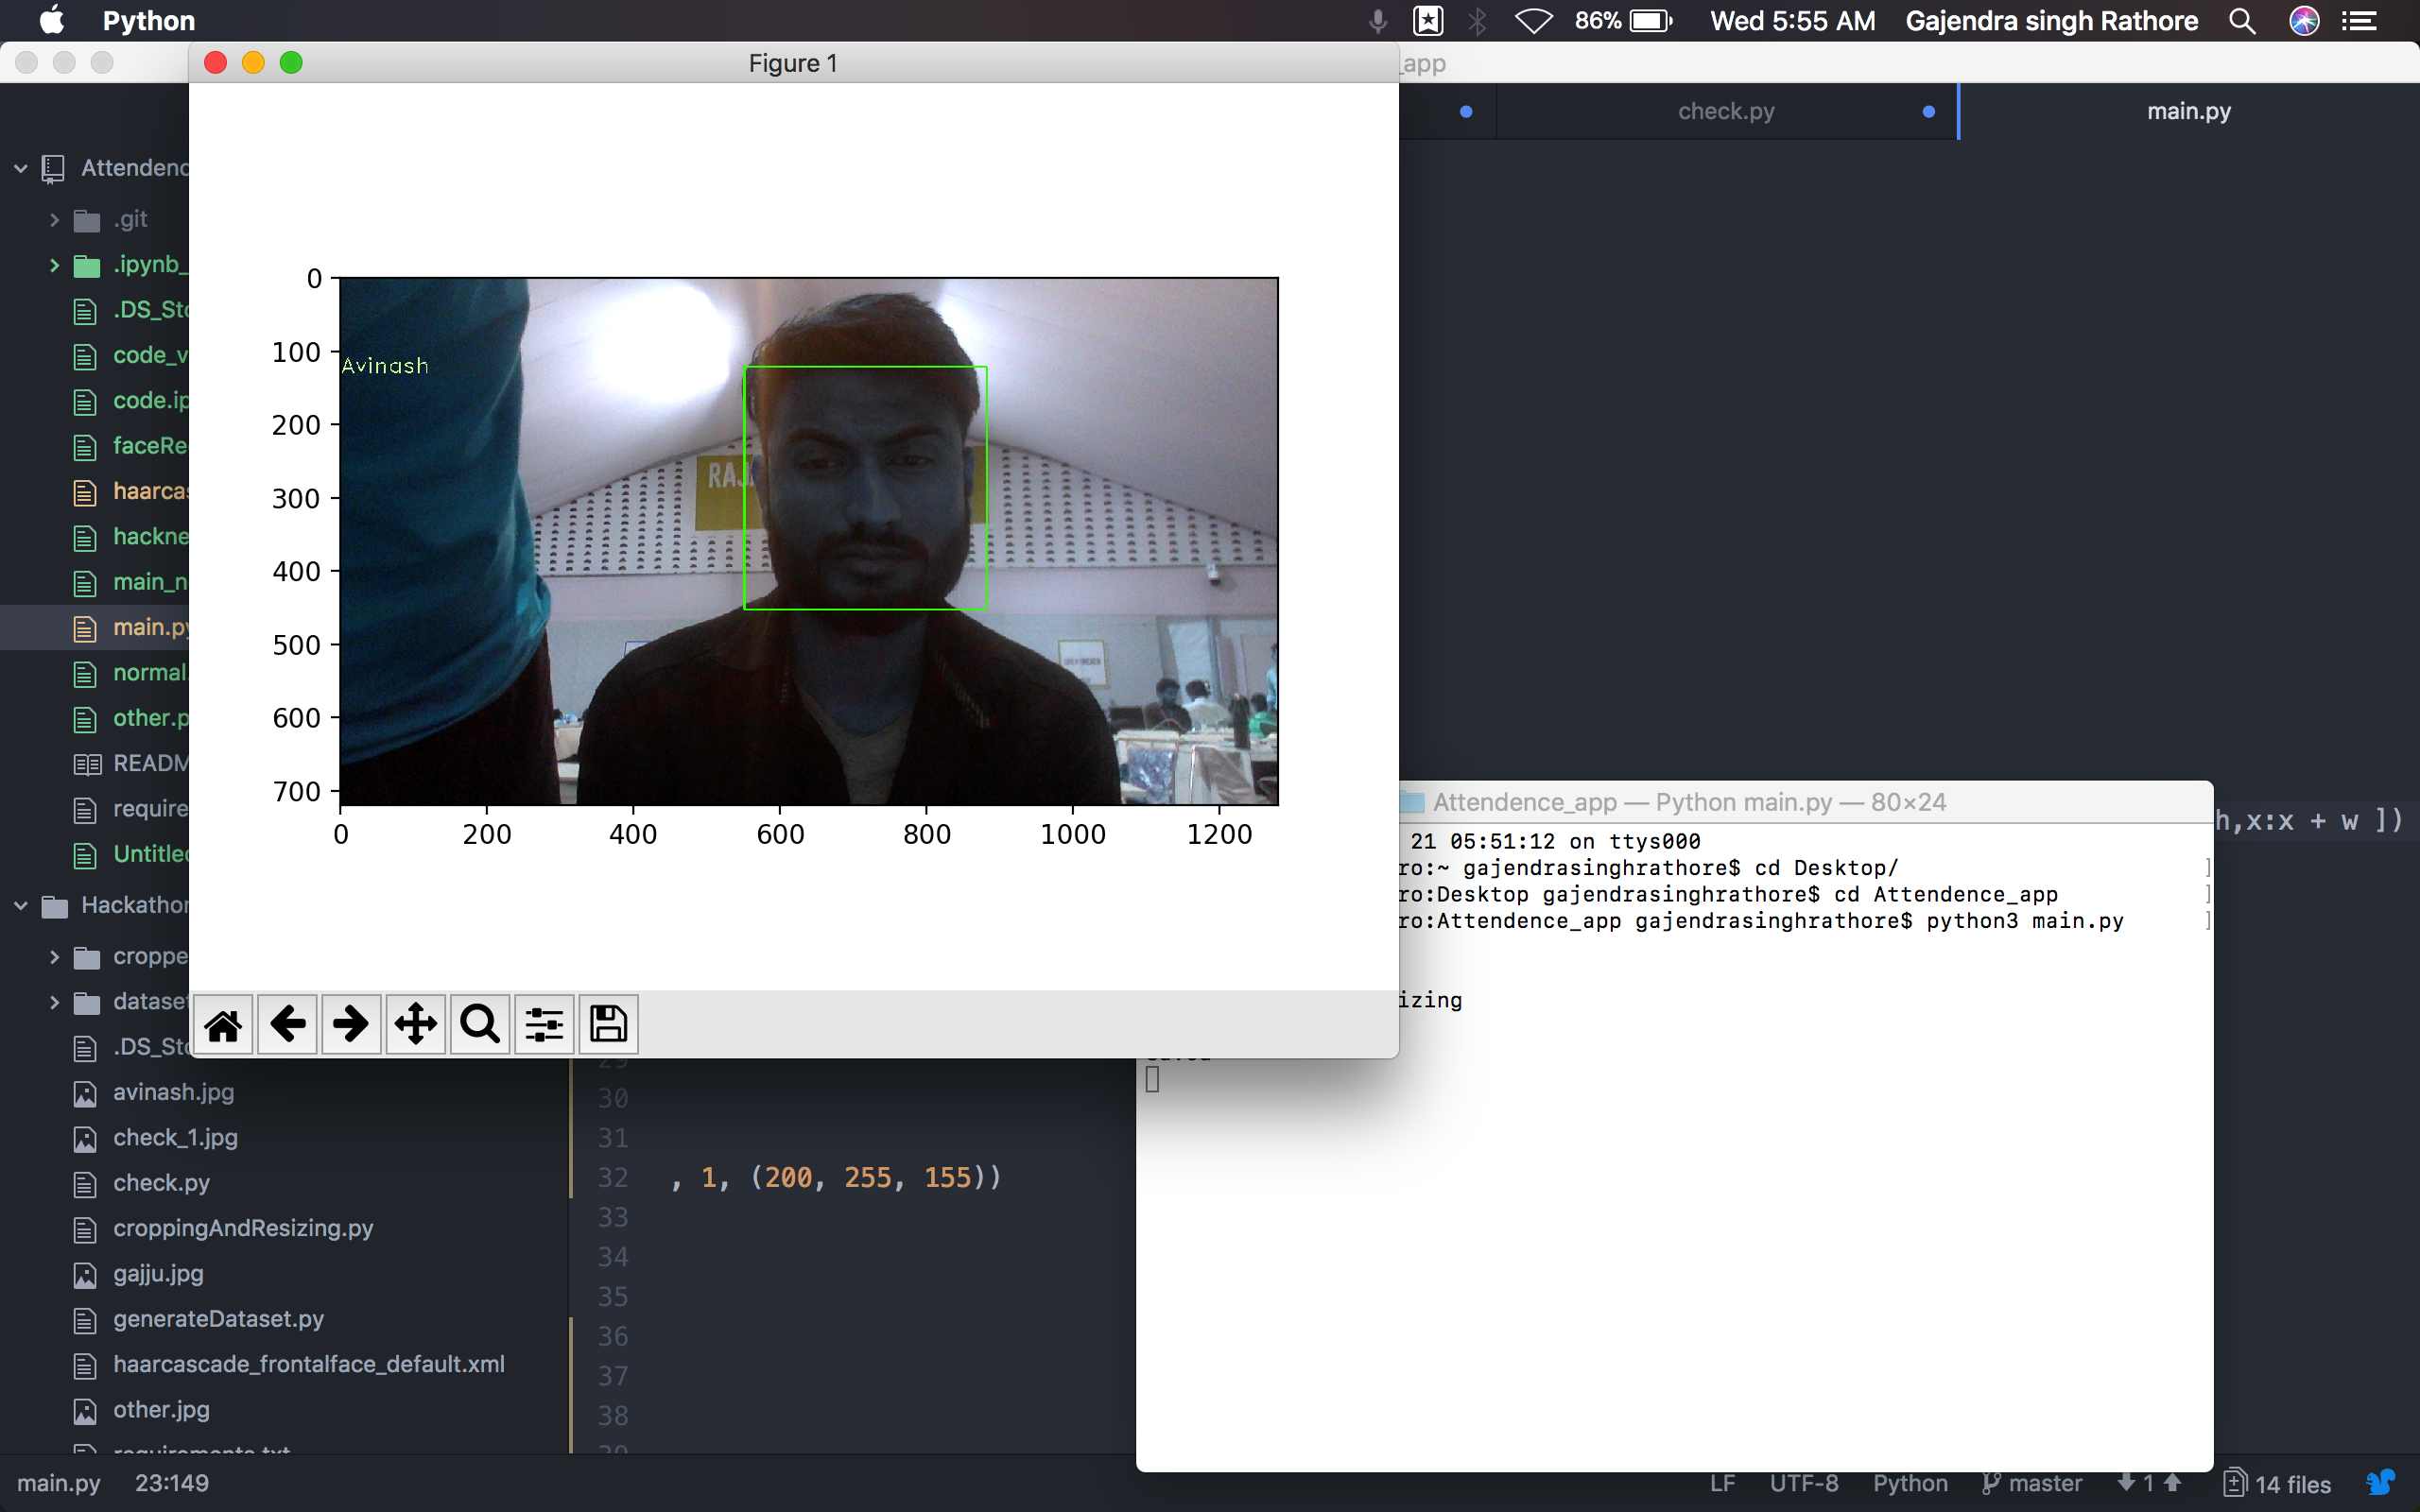 Python
86%
Wed 5:55 AM
Gajendra singh Rathore
Figure 1
_app
check.py
main.py
Attendenc
.git
.ipynb_
.DS_Sto
code_v
code.ip
faceRe
haarcas
hackne
main_n
main.py
normal.
other.p
READM
require
Untitled
Hackathon
croppe
dataset
.DS_Sto
avinash.jpg
check_1.jpg
check.py
croppingAndResizing.py
gajju.jpg
generateDataset.py
haarcascade_frontalface_default.xml
other.jpg
requirements.txt
0
100
200
300
400
500
600
700
Avinash
RAJ
0 200 400 600 800 1000 1200
h,x:x + w ])
Attendence_app — Python main.py — 80×24
21 05:51:12 on ttys000
ro:~ gajendrasinghrathore$ cd Desktop/ ]
ro:Desktop gajendrasinghrathore$ cd Attendence_app ]
ro:Attendence_app gajendrasinghrathore$ python3 main.py ]
izing
29
30
31
32 , 1, (200, 255, 155))
33
34
35
36
37
38
39
main.py 23:149
LF UTF-8 Python master 1 14 files